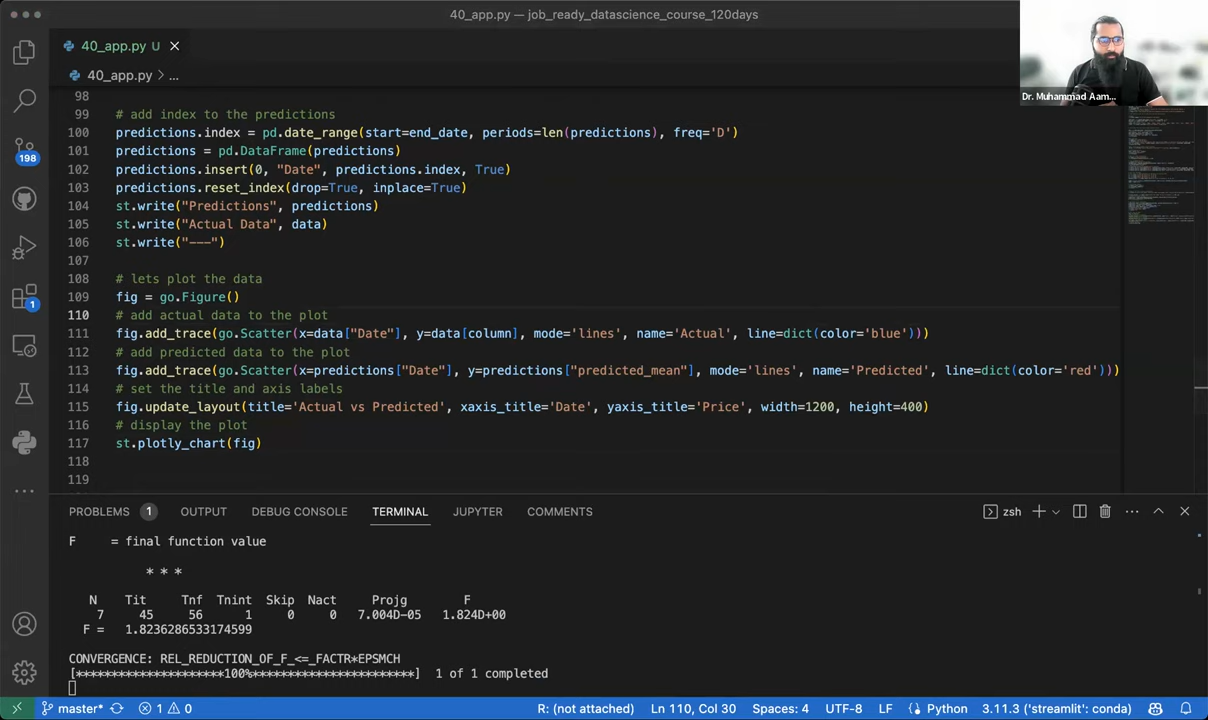 40_app.py — job_ready_datascience_course_120days
40_app.py U
40_app.py > ...
Dr. Muhammad Aam...
98
99 # add index to the predictions
100 predictions.index = pd.date_range(start=end_date, periods=len(predictions), freq='D')
101 predictions = pd.DataFrame(predictions)
102 predictions.insert(0, "Date", predictions.index, True)
103 predictions.reset_index(drop=True, inplace=True)
104 st.write("Predictions", predictions)
105 st.write("Actual Data", data)
106 st.write("---")
107
108 # lets plot the data
109 fig = go.Figure()
110 # add actual data to the plot
111 fig.add_trace(go.Scatter(x=data["Date"], y=data[column], mode='lines', name='Actual', line=dict(color='blue')))
112 # add predicted data to the plot
113 fig.add_trace(go.Scatter(x=predictions["Date"], y=predictions["predicted_mean"], mode='lines', name='Predicted', line=dict(color='red')))
114 # set the title and axis labels
115 fig.update_layout(title='Actual vs Predicted', xaxis_title='Date', yaxis_title='Price', width=1200, height=400)
116 # display the plot
117 st.plotly_chart(fig)
118
119
198
1
PROBLEMS 1 OUTPUT DEBUG CONSOLE TERMINAL JUPYTER COMMENTS zsh
F = final function value
* * *
N Tit Tnf Tnint Skip Nact Projg F
7 45 56 1 0 0 7.004D-05 1.824D+00
F = 1.8236286533174599
CONVERGENCE: REL_REDUCTION_OF_F_<=_FACTR*EPSMCH
[*********************100%***********************] 1 of 1 completed
master* 1 0 R: (not attached) Ln 110, Col 30 Spaces: 4 UTF-8 LF Python 3.11.3 ('streamlit': conda)